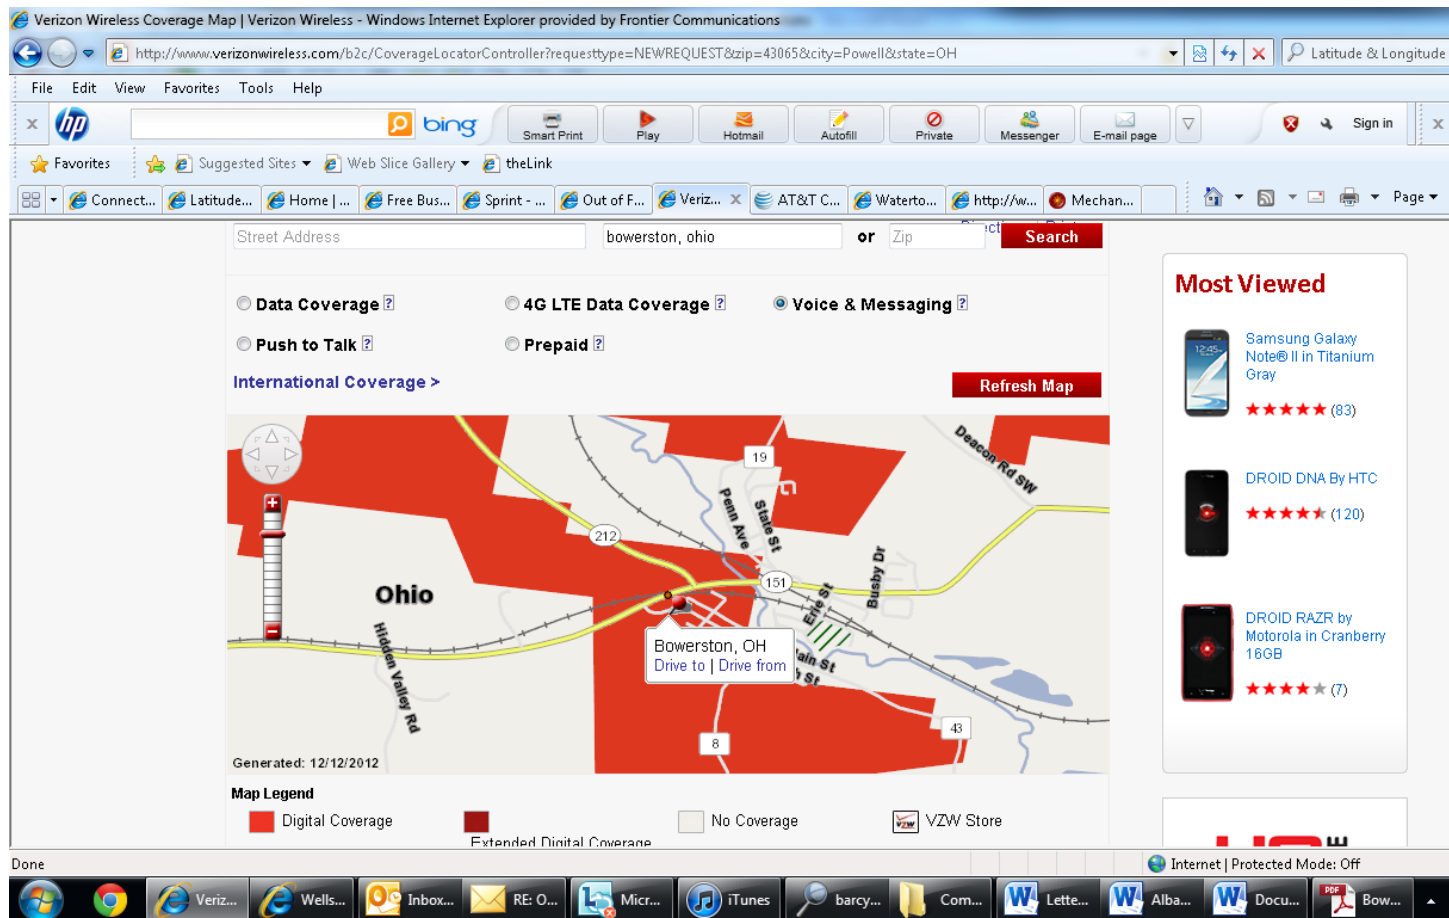 Verizon Wireless Coverage Map | Verizon Wireless - Windows Internet Explorer provided by Frontier Communications
http://www.verizonwireless.com/b2c/CoverageLocatorController?requesttype=NEWREQUEST&zip=43065&city=Powell&state=OH
Latitude & Longitude
File Edit View Favorites Tools Help
x hp bing Smart Print Play Hotmail Autofill Private Messenger E-mail page Sign in x
Favorites Suggested Sites Web Slice Gallery theLink
Connect... Latitude... Home | ... Free Bus... Sprint - ... Out of F... Veriz... X AT&T C... Waterto... http://w... Mechan... Page
Street Address bowerston, ohio or Zip Search
Data Coverage ? 4G LTE Data Coverage ? Voice & Messaging ?
Push to Talk ? Prepaid ?
International Coverage >
Refresh Map
Deacon Rd SW
19
Penn Ave
State St
212
151
Busby Dr
Erie St
Ohio
Hidden Valley Rd
Bowerston, OH
Drive to | Drive from
ain St
St
43
8
Generated: 12/12/2012
Map Legend
Digital Coverage No Coverage VZW VZW Store
Extended Digital Coverage
Most Viewed
12:45
Samsung Galaxy
Note® II in Titanium
Gray
(83)
DROID DNA By HTC
(120)
DROID RAZR by
Motorola in Cranberry
16GB
(7)
Done
Internet | Protected Mode: Off
Veriz... Wells... Inbox... RE: O... Micr... iTunes barcy... Com... Lette... Alba... Docu... PDF Bow...